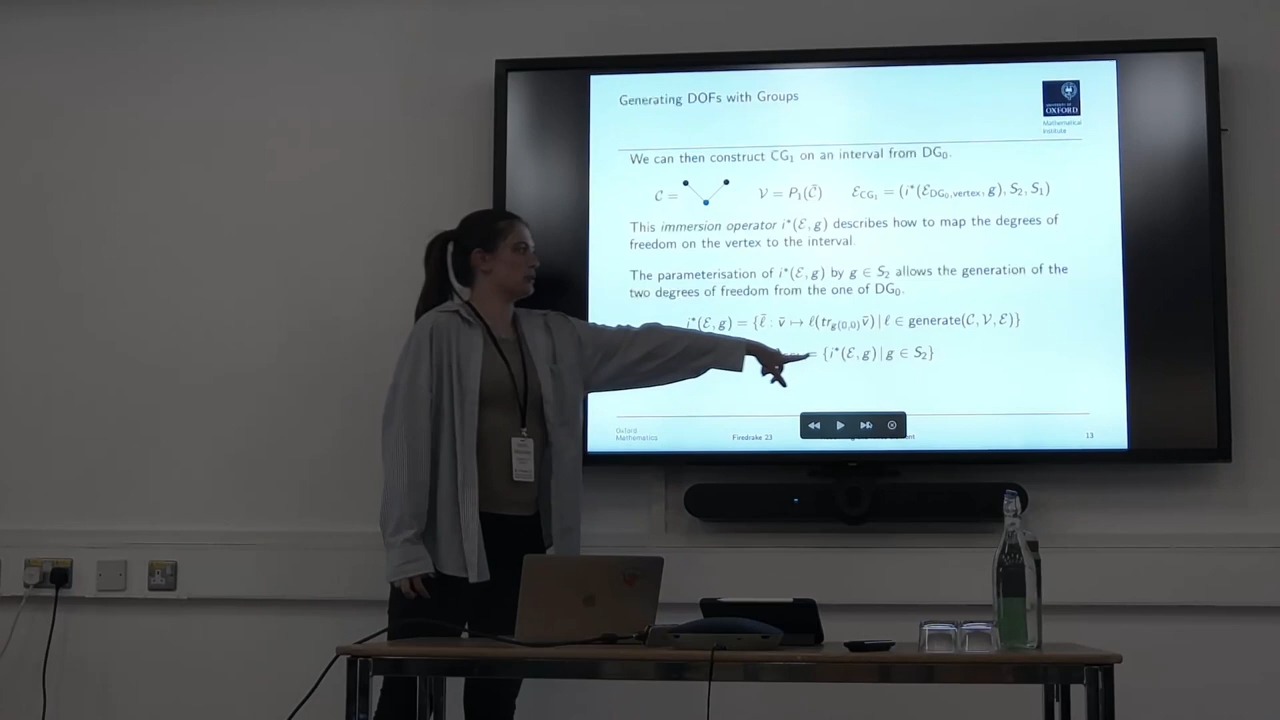 Generating DOFs with Groups
UNIVERSITY OF
OXFORD
Mathematical
Institute
We can then construct CG₁ on an interval from DG₀.
𝒞 = 𝒱 = P₁(𝒞̄) ℰ_CG₁ = (i*(ℰ_DG₀,vertex, g), S₂, S₁)
This immersion operator i*(ℰ, g) describes how to map the degrees of
freedom on the vertex to the interval.
The parameterisation of i*(ℰ, g) by g ∈ S₂ allows the generation of the
two degrees of freedom from the one of DG₀.
i*(ℰ, g) = {ℓ̄ : v̄ ↦ ℓ(tr_g(0,0) v̄) | ℓ ∈ generate(𝒞, 𝒱, ℰ)}
= {i*(ℰ, g) | g ∈ S₂}
Oxford
Mathematics
Firedrake 23
13